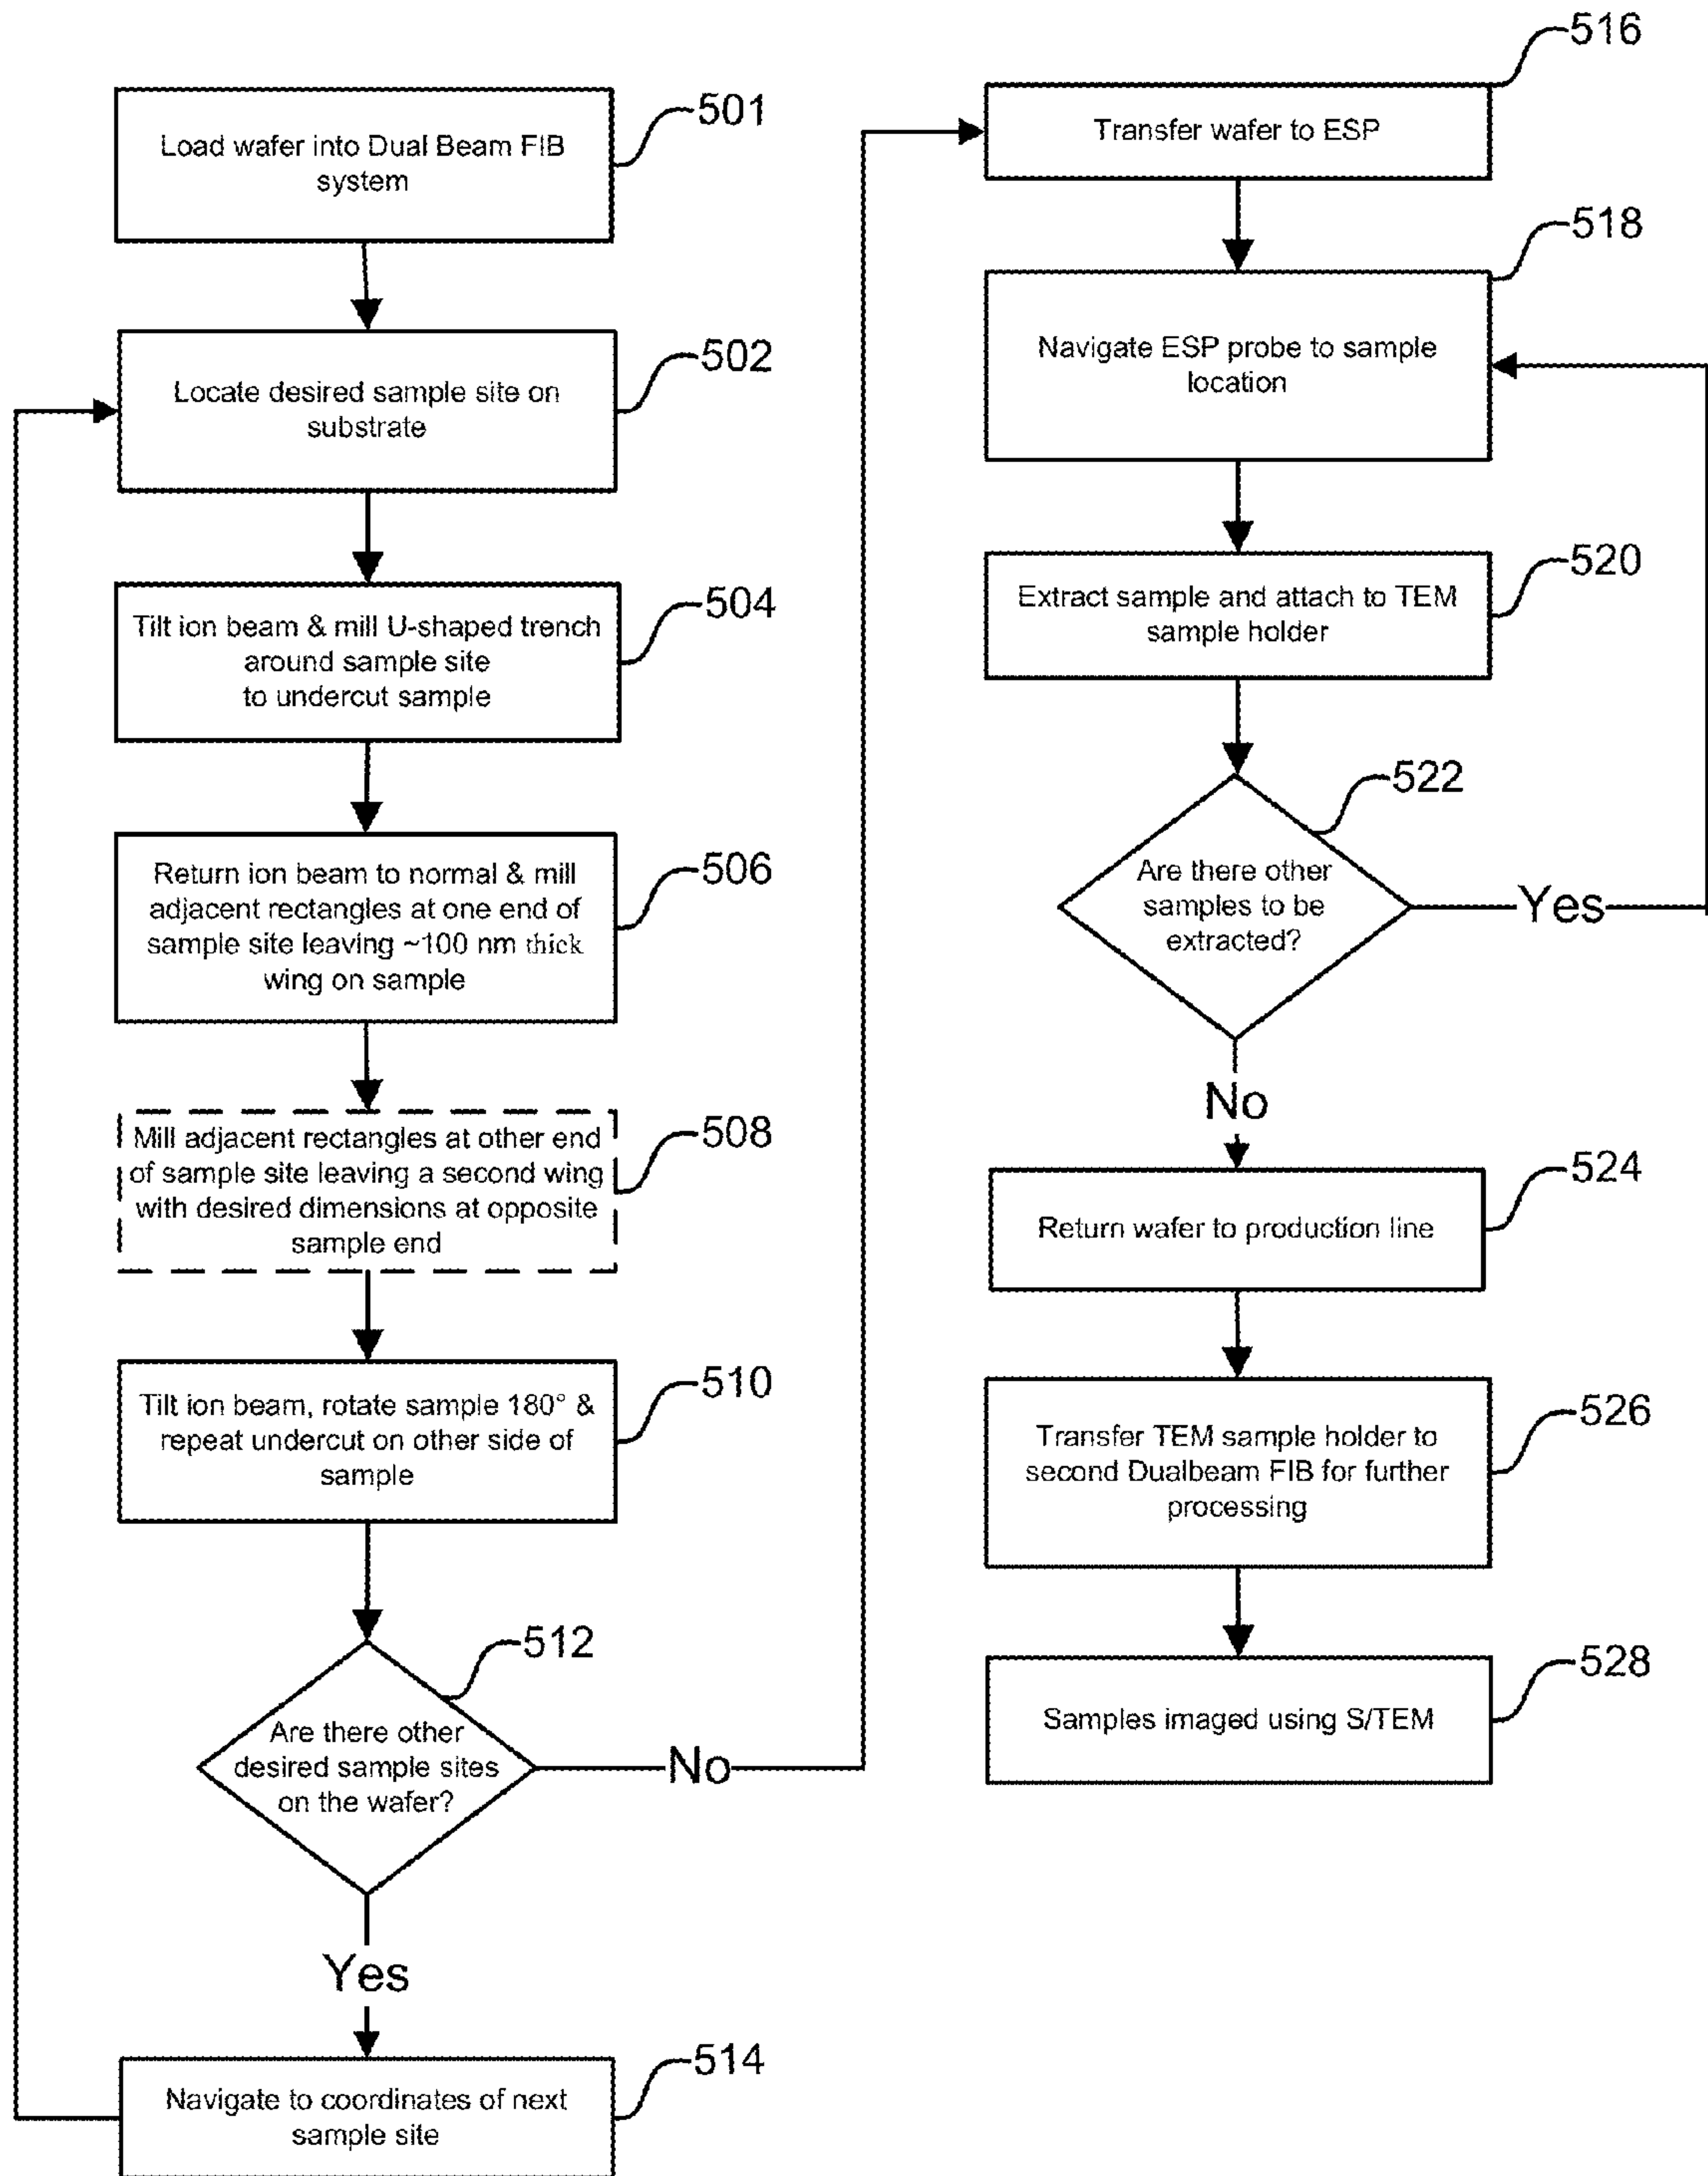 501
Load wafer into Dual Beam FIB
system
502
Locate desired sample site on
substrate
504
Tilt ion beam & mill U-shaped trench
around sample site
to undercut sample
506
Return ion beam to normal & mill
adjacent rectangles at one end of
sample site leaving ~100 nm thick
wing on sample
508
Mill adjacent rectangles at other end
of sample site leaving a second wing
with desired dimensions at opposite
sample end
510
Tilt ion beam, rotate sample 180° &
repeat undercut on other side of
sample
512
Are there other
desired sample sites
on the wafer?
No
Yes
514
Navigate to coordinates of next
sample site
516
Transfer wafer to ESP
518
Navigate ESP probe to sample
location
520
Extract sample and attach to TEM
sample holder
522
Are there other
samples to be
extracted?
Yes
No
524
Return wafer to production line
526
Transfer TEM sample holder to
second Dualbeam FIB for further
processing
528
Samples imaged using S/TEM